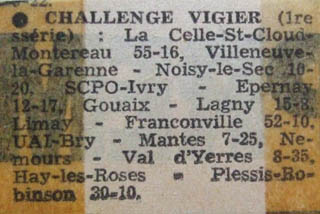 ● CHALLENGE VIGIER (1re
série) : La Celle-St-Cloud-
Montereau 55-16, Villeneuve-
la-Garenne - Noisy-le-Sec 10-
20, SCPO-Ivry - Epernay
12-17, Gouaix - Lagny 15-8,
Limay - Franconville 52-10,
UAI-Bry - Mantes 7-25, Ne-
mours - Val d'Yerres 8-35,
Hay-les-Roses - Plessis-Ro-
binson 30-10.